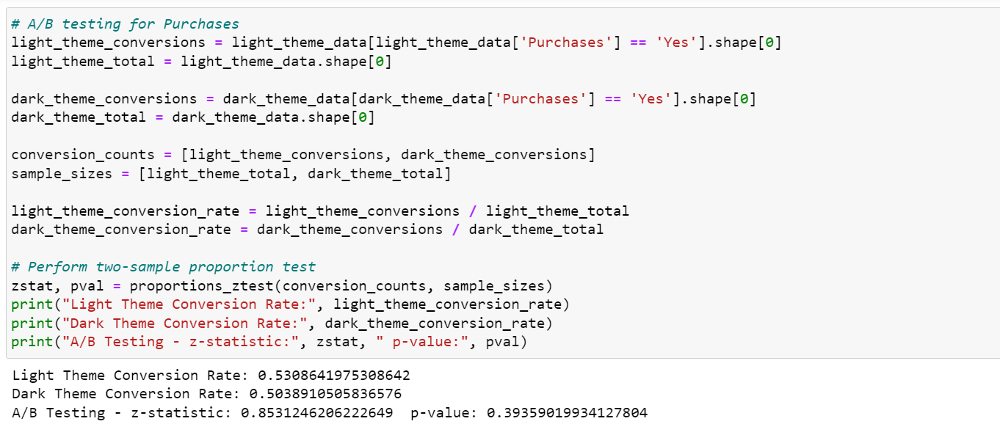 # A/B testing for Purchases
light_theme_conversions = light_theme_data[light_theme_data['Purchases'] == 'Yes'].shape[0]
light_theme_total = light_theme_data.shape[0]
dark_theme_conversions = dark_theme_data[dark_theme_data['Purchases'] == 'Yes'].shape[0]
dark_theme_total = dark_theme_data.shape[0]
conversion_counts = [light_theme_conversions, dark_theme_conversions]
sample_sizes = [light_theme_total, dark_theme_total]
light_theme_conversion_rate = light_theme_conversions / light_theme_total
dark_theme_conversion_rate = dark_theme_conversions / dark_theme_total
# Perform two-sample proportion test
zstat, pval = proportions_ztest(conversion_counts, sample_sizes)
print("Light Theme Conversion Rate:", light_theme_conversion_rate)
print("Dark Theme Conversion Rate:", dark_theme_conversion_rate)
print("A/B Testing - z-statistic:", zstat, " p-value:", pval)
Light Theme Conversion Rate: 0.5308641975308642
Dark Theme Conversion Rate: 0.5038910505836576
A/B Testing - z-statistic: 0.8531246206222649  p-value: 0.39359019934127804